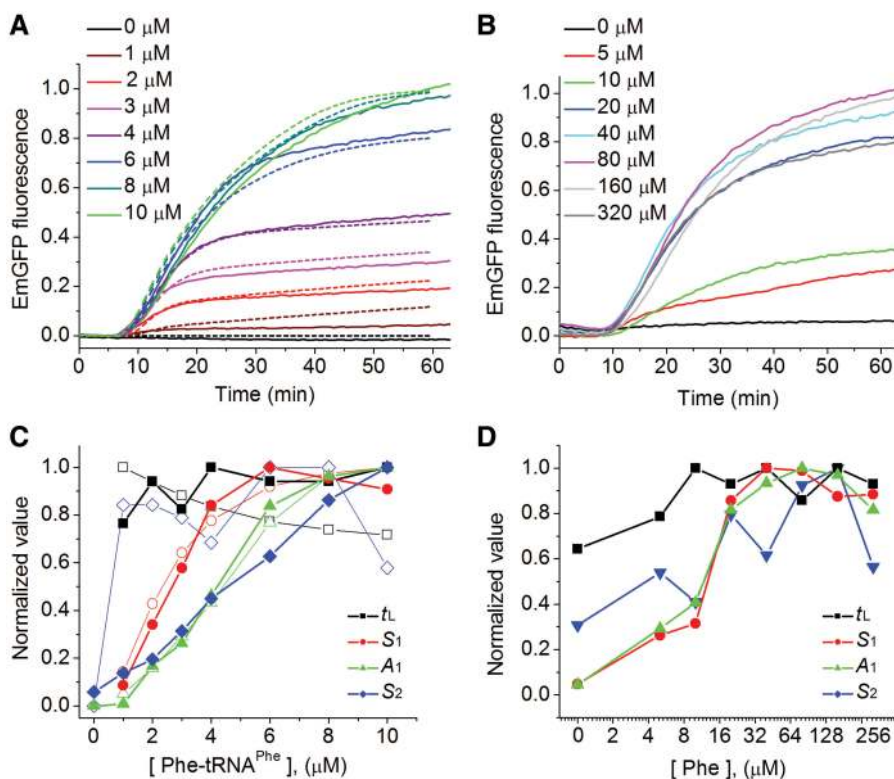 A
0 μM
1 μM
2 μM
3 μM
4 μM
6 μM
8 μM
10 μM
EmGFP fluorescence
1.0
0.8
0.6
0.4
0.2
0.0
0 10 20 30 40 50 60
Time (min)
B
0 μM
5 μM
10 μM
20 μM
40 μM
80 μM
160 μM
320 μM
EmGFP fluorescence
1.0
0.8
0.6
0.4
0.2
0.0
0 10 20 30 40 50 60
Time (min)
C
Normalized value
1.0
0.8
0.6
0.4
0.2
0.0
tL
S1
A1
S2
0 2 4 6 8 10
[ Phe-tRNAPhe ], (μM)
D
Normalized value
1.0
0.8
0.6
0.4
0.2
0.0
tL
S1
A1
S2
0 2 4 8 16 32 64 128 256
[ Phe ], (μM)